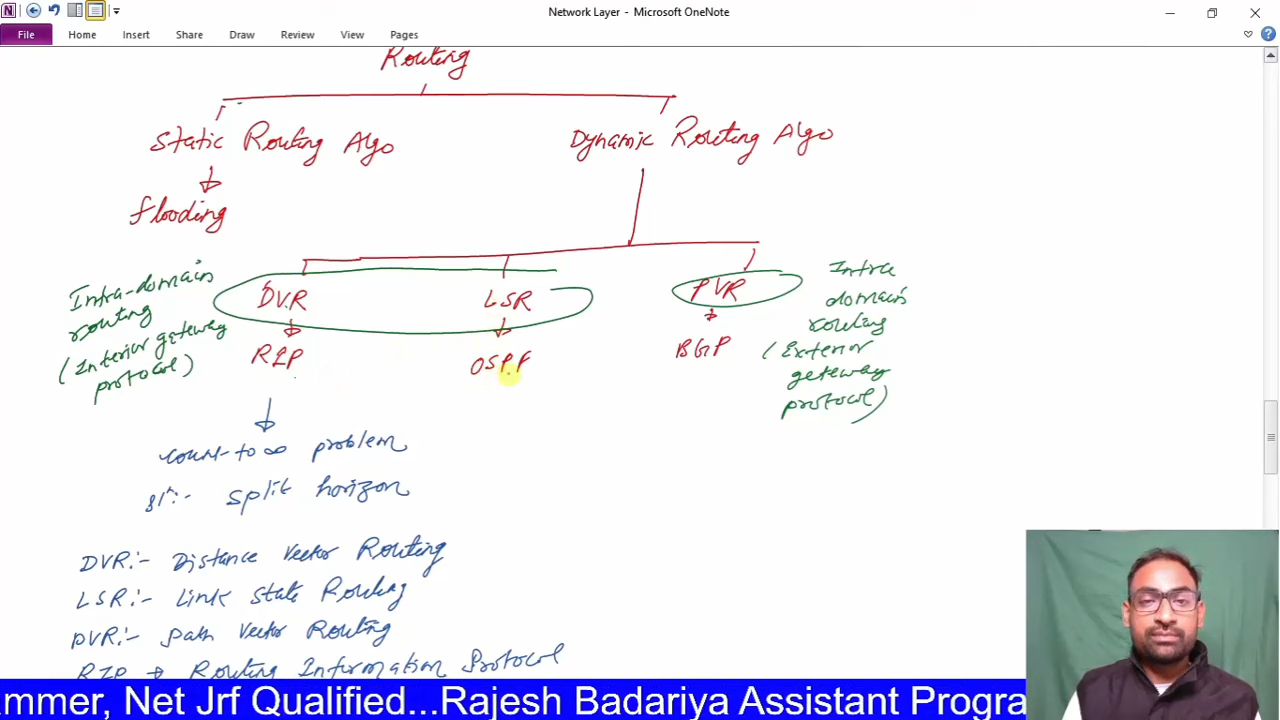 Network Layer - Microsoft OneNote
File Home Insert Share Draw Review View Pages
Routing
Static Routing Algo
Dynamic Routing Algo
flooding
Intra-domain
routing
(Interior gateway
protocol)
DVR
LSR
PVR
RIP
OSPF
BGP
Intra
domain
routing
(Exterior
gateway
protocol)
count-to ∞ problem
slⁿ:- split horizon
DVR:- Distance Vector Routing
LSR:- Link State Routing
PVR:- Path Vector Routing
RIP → Routing Information Protocol
ammer, Net Jrf Qualified...Rajesh Badariya Assistant Progra